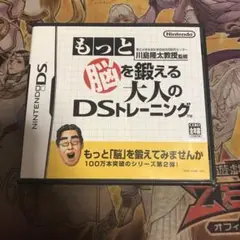 もっと
川島隆太教授監修
Nintendo
脳を鍛える
大人の
DSトレーニング
NINTENDO DS
もっと「脳」を鍛えてみませんか
100万本突破のシリーズ第2弾!
オフィ